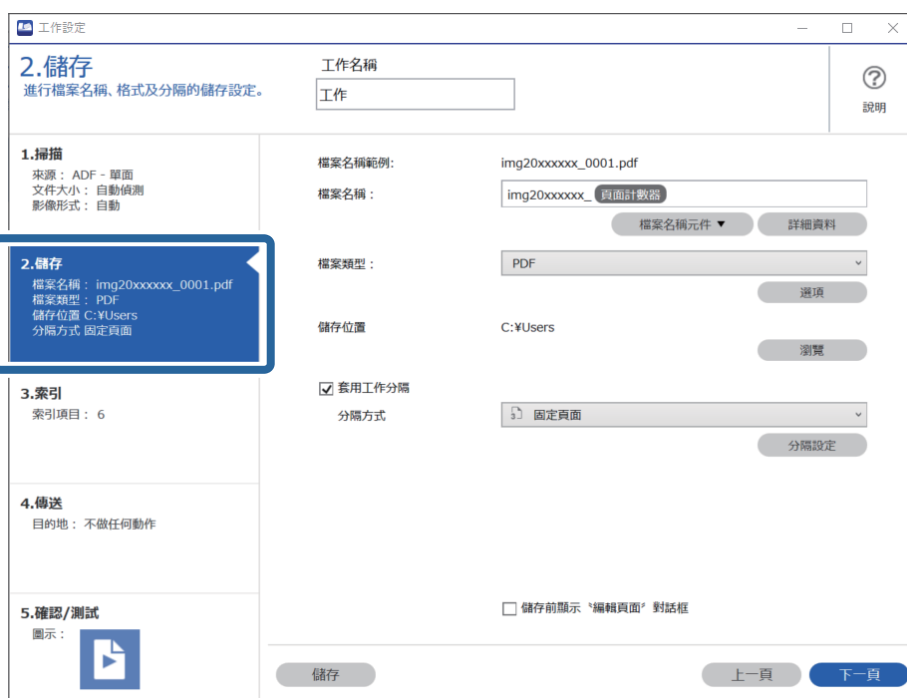 工作設定
2.儲存
進行檔案名稱、格式及分隔的儲存設定。
工作名稱
工作
說明
1.掃描
來源： ADF - 單面
文件大小： 自動偵測
影像形式： 自動
2.儲存
檔案名稱： img20xxxxxx_0001.pdf
檔案類型： PDF
儲存位置 C:¥Users
分隔方式 固定頁面
3.索引
索引項目： 6
4.傳送
目的地： 不做任何動作
5.確認/測試
圖示：
檔案名稱範例: img20xxxxxx_0001.pdf
檔案名稱： img20xxxxxx_ 頁面計數器
檔案名稱元件 ▼ 詳細資料
檔案類型： PDF
選項
儲存位置 C:¥Users
瀏覽
套用工作分隔
分隔方式 固定頁面
分隔設定
儲存前顯示〝編輯頁面〞對話框
儲存 上一頁 下一頁